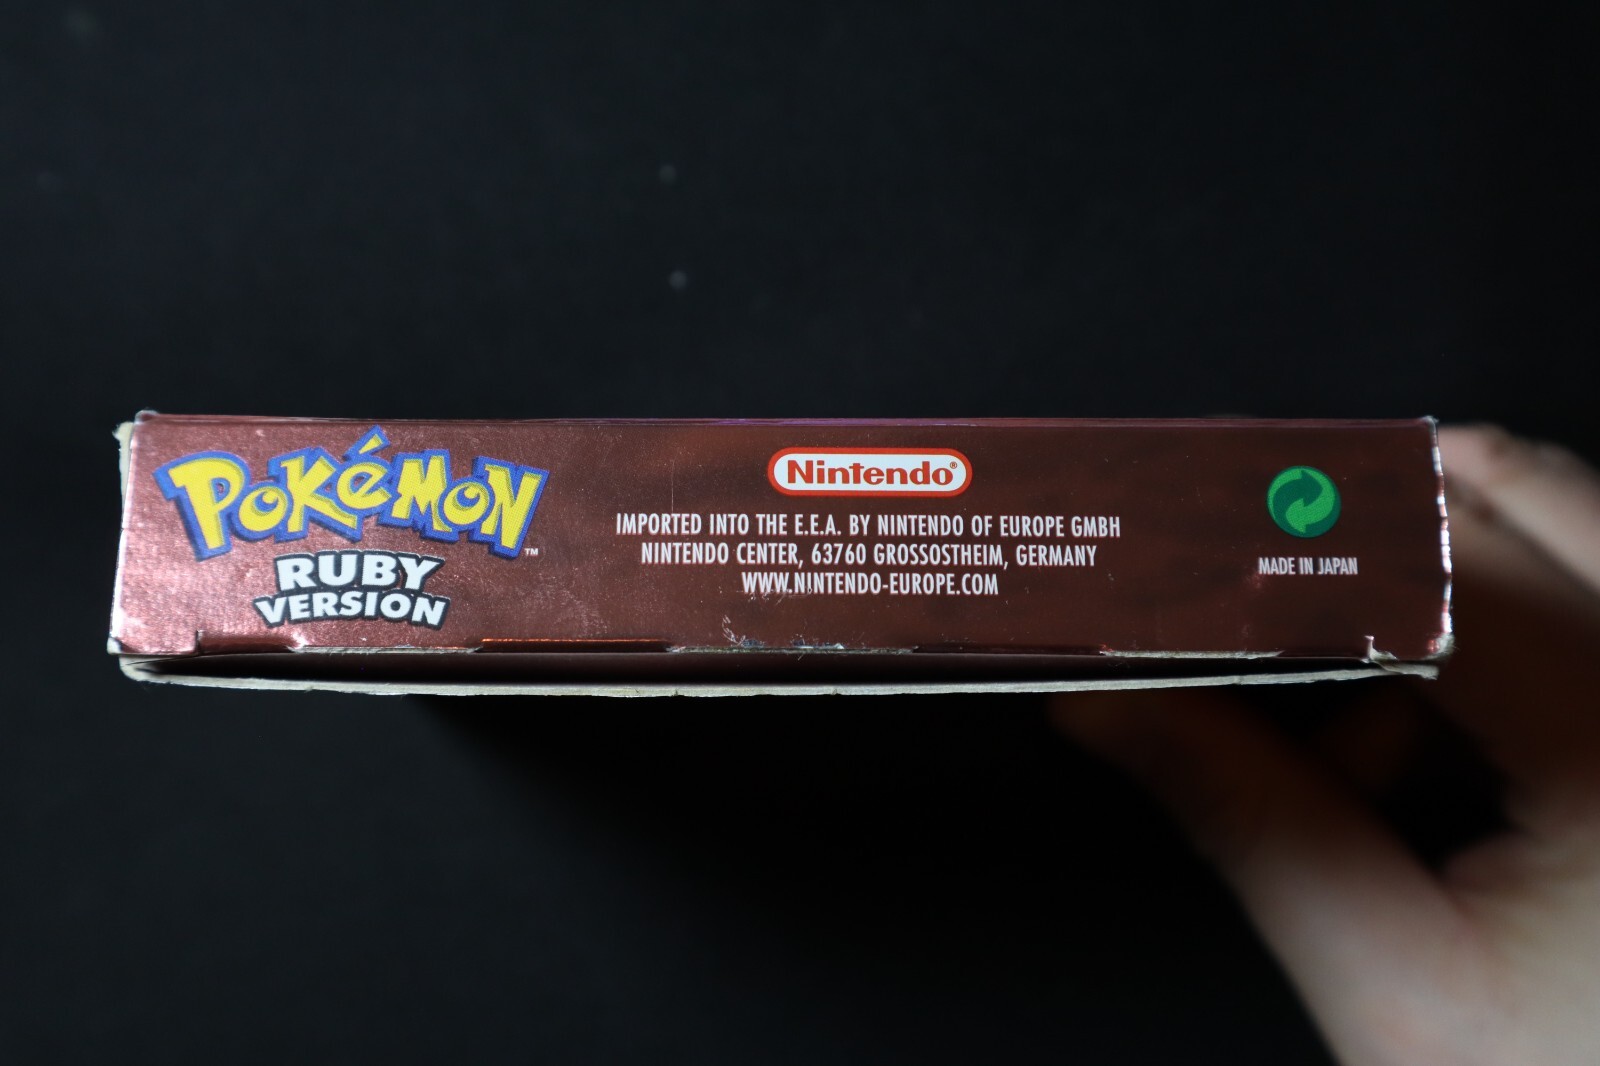 POKéMON™
RUBY
VERSION
Nintendo®
IMPORTED INTO THE E.E.A. BY NINTENDO OF EUROPE GMBH
NINTENDO CENTER, 63760 GROSSOSTHEIM, GERMANY
WWW.NINTENDO-EUROPE.COM
MADE IN JAPAN